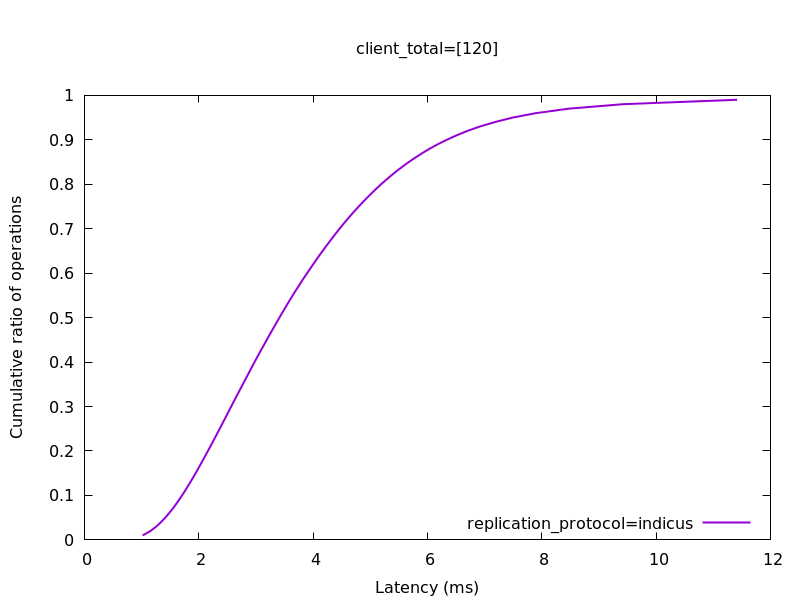 client_total=[120]
1
0.9
0.8
0.7
0.6
0.5
0.4
0.3
0.2
0.1
0
Cumulative ratio of operations
replication_protocol=indicus
0 2 4 6 8 10 12
Latency (ms)